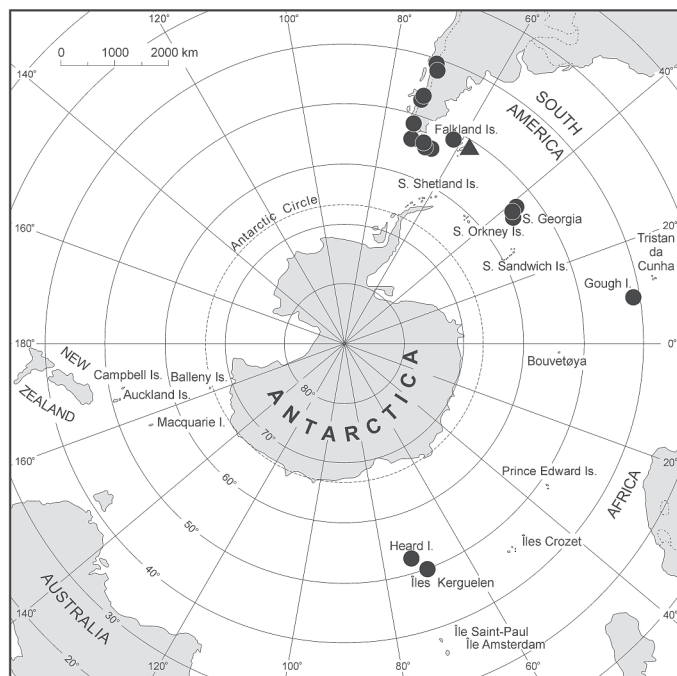 120°
100°
80°
60°
0 1000 2000 km
140°
40°
SOUTH
AMERICA
Falkland Is.
S. Shetland Is.
Antarctic Circle
S. Georgia
S. Orkney Is.
160°
20°
Tristan
da
Cunha
S. Sandwich Is.
Gough I.
180°
0°
NEW
ZEALAND
Campbell Is.
Balleny Is.
Bouvetøya
Auckland Is.
Macquarie I.
ANTARCTICA
80°
70°
60°
50°
40°
30°
20°
160°
20°
Prince Edward Is.
AFRICA
Heard I.
Îles Crozet
Îles Kerguelen
AUSTRALIA
Île Saint-Paul
Île Amsterdam
140°
40°
120°
100°
80°
60°